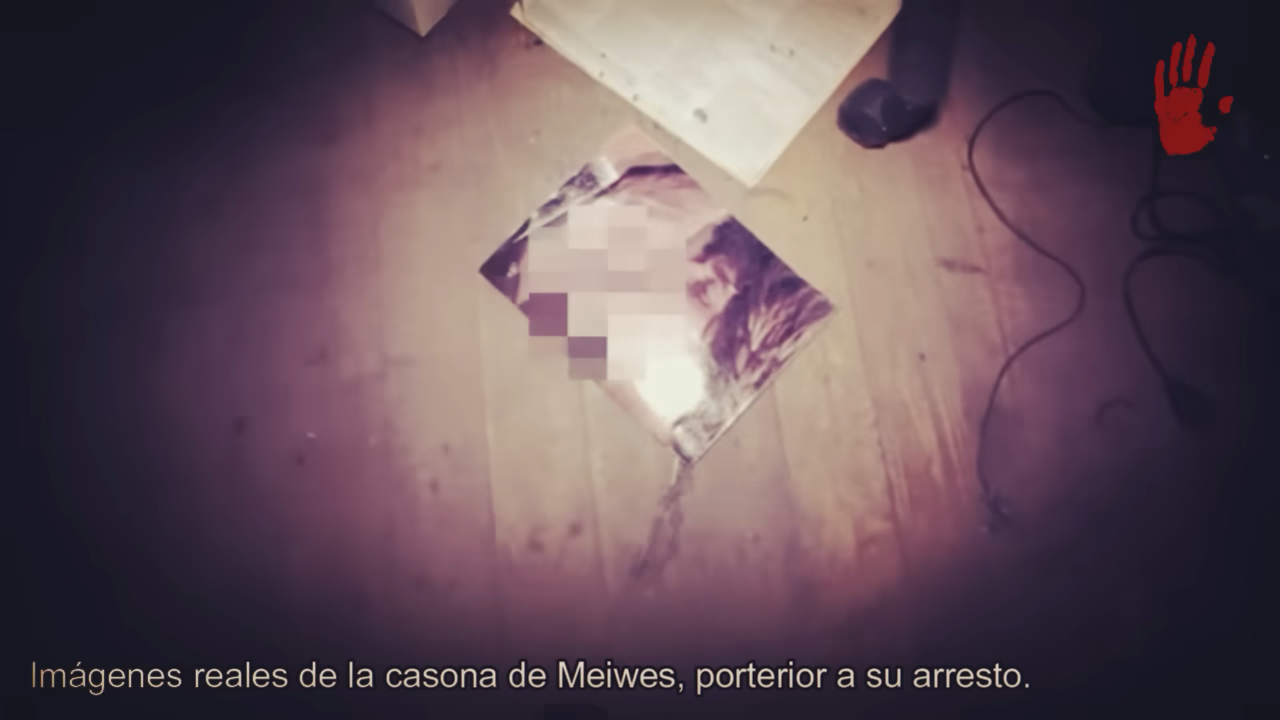 Imágenes reales de la casona de Meiwes, porterior a su arresto.